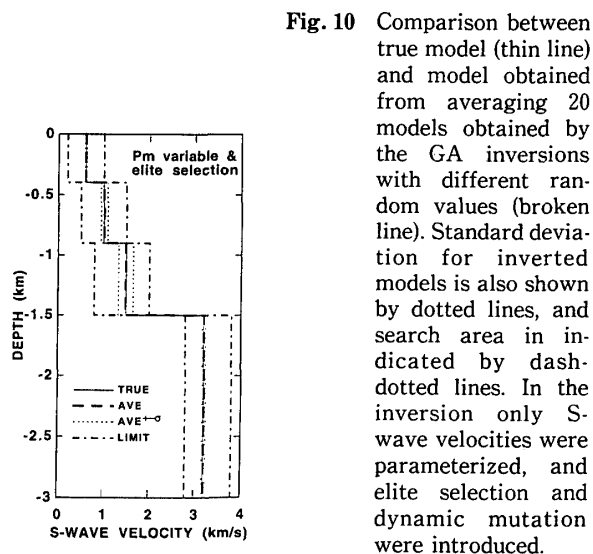 Fig. 10 Comparison between
true model (thin line)
and model obtained
from averaging 20
models obtained by
the GA inversions
with different ran-
dom values (broken
line). Standard devia-
tion for inverted
models is also shown
by dotted lines, and
search area in in-
dicated by dash-
dotted lines. In the
inversion only S-
wave velocities were
parameterized, and
elite selection and
dynamic mutation
were introduced.
Pm variable &
elite selection
0
-0.5
-1
-1.5
-2
-2.5
-3
DEPTH (km)
TRUE
AVE
AVE +-σ
LIMIT
0 1 2 3 4
S-WAVE VELOCITY (km/s)